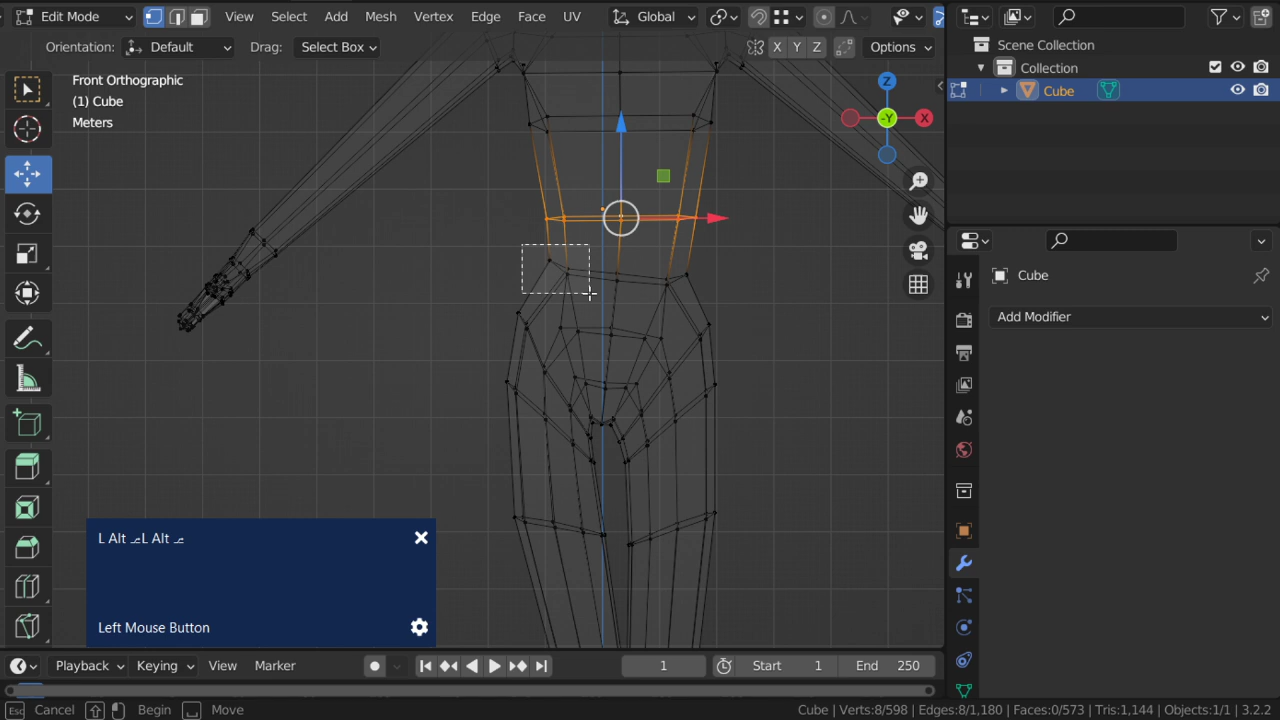 Edit Mode View Select Add Mesh Vertex Edge Face UV Global
Orientation: Default Drag: Select Box X Y Z Options
Front Orthographic
(1) Cube
Meters
Z
-Y
X
Scene Collection
Collection
Cube
Cube
Add Modifier
L Alt L Alt
Left Mouse Button
Playback Keying View Marker 1 Start 1 End 250
Esc Cancel Begin Move Cube | Verts:8/598 | Edges:8/1,180 | Faces:0/573 | Tris:1,144 | Objects:1/1 | 3.2.2